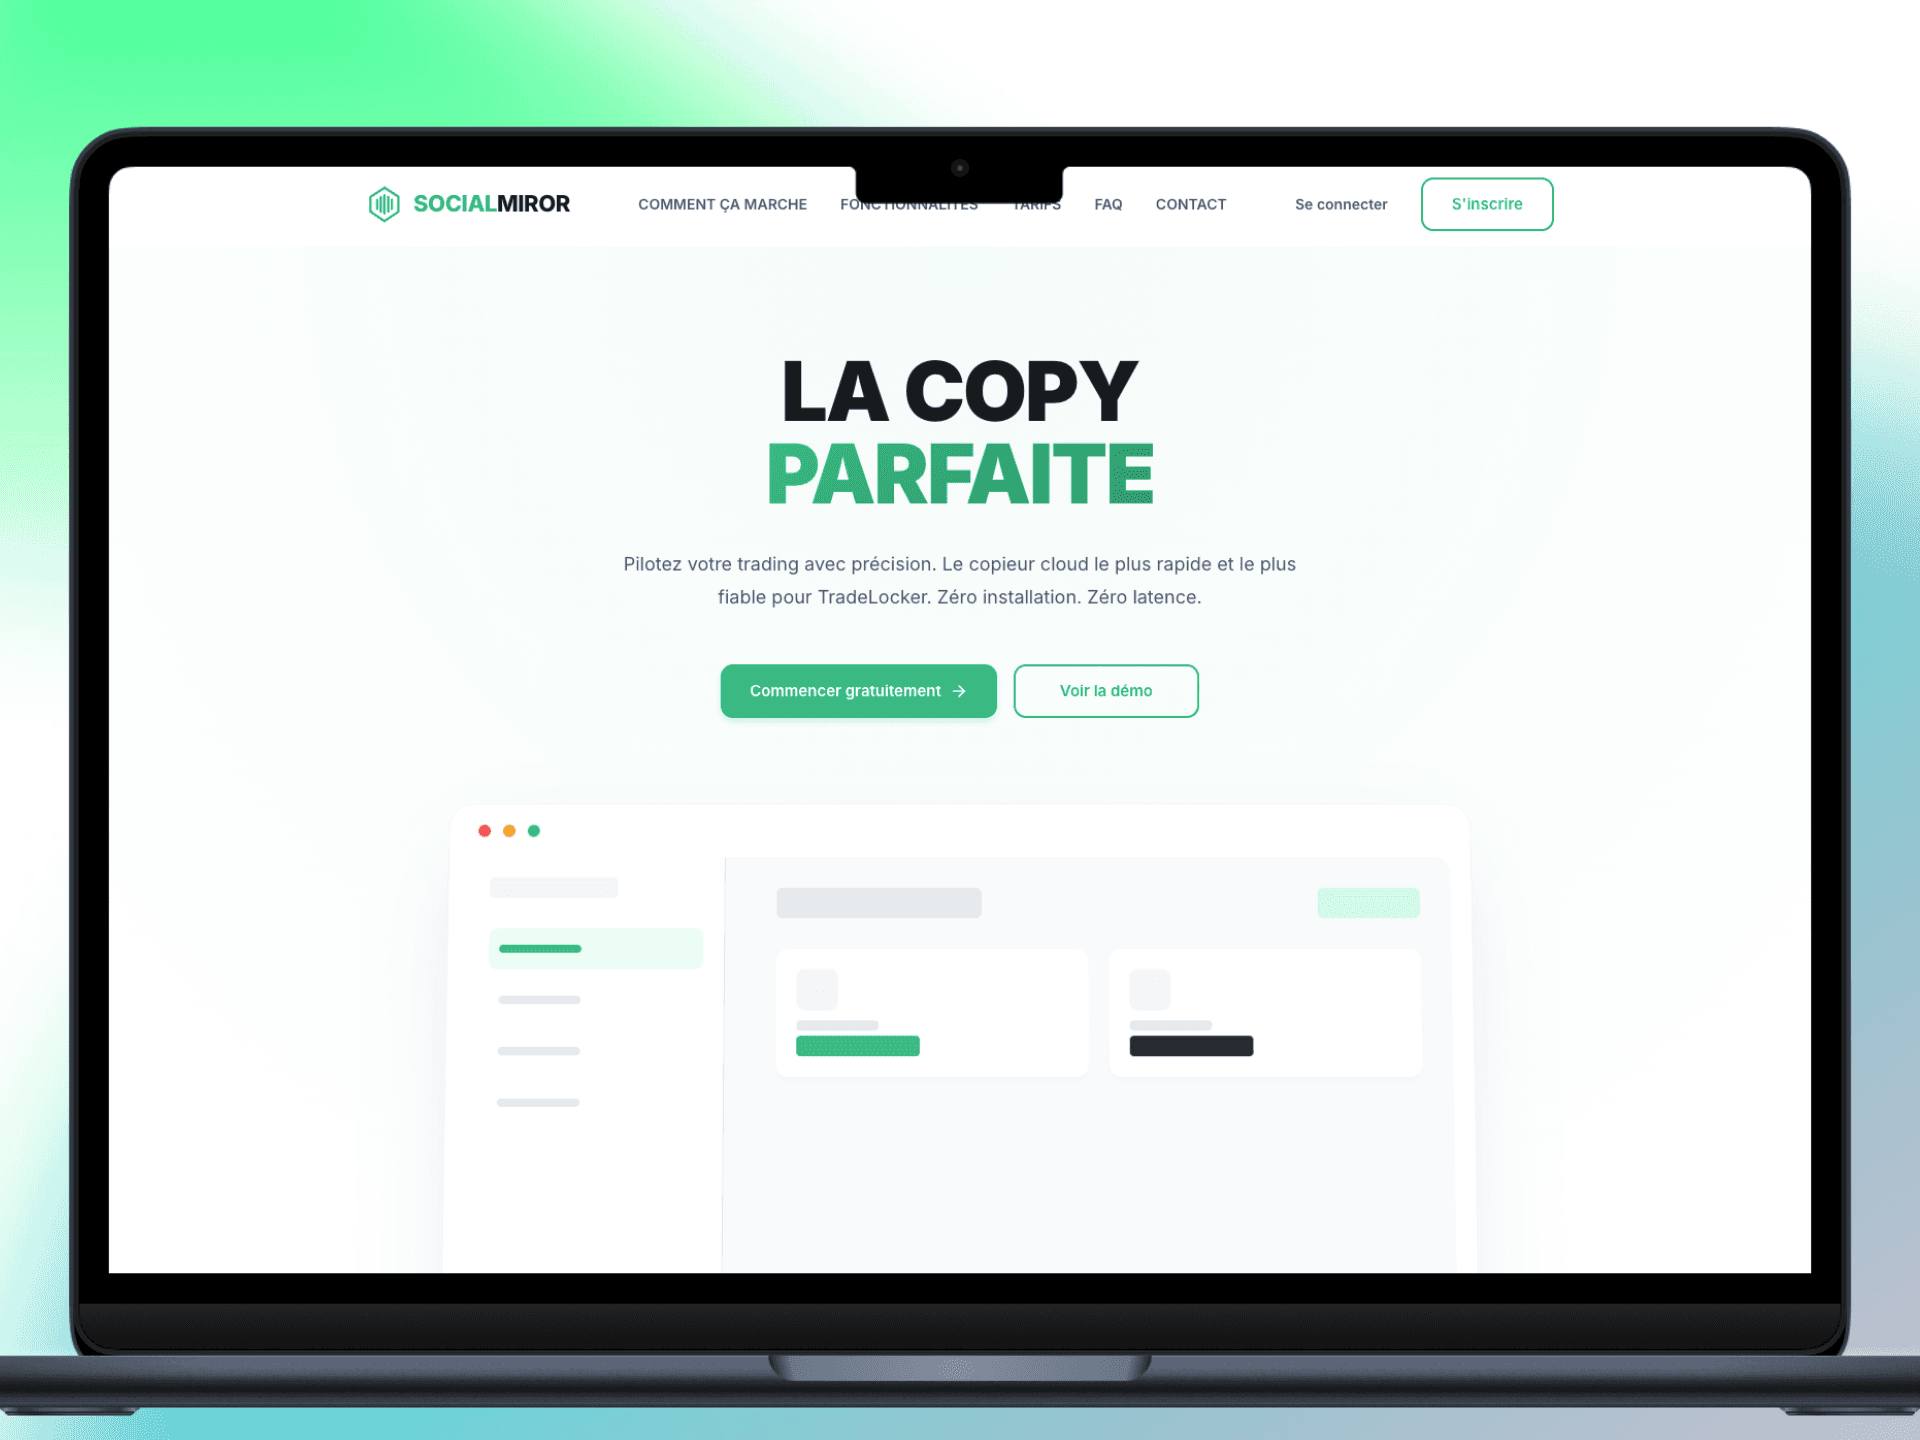 SOCIALMIROR
COMMENT ÇA MARCHE
FONCTIONNALITÉS
TARIFS
FAQ
CONTACT
Se connecter
S'inscrire
LA COPY
PARFAITE
Pilotez votre trading avec précision. Le copieur cloud le plus rapide et le plus
fiable pour TradeLocker. Zéro installation. Zéro latence.
Commencer gratuitement →
Voir la démo